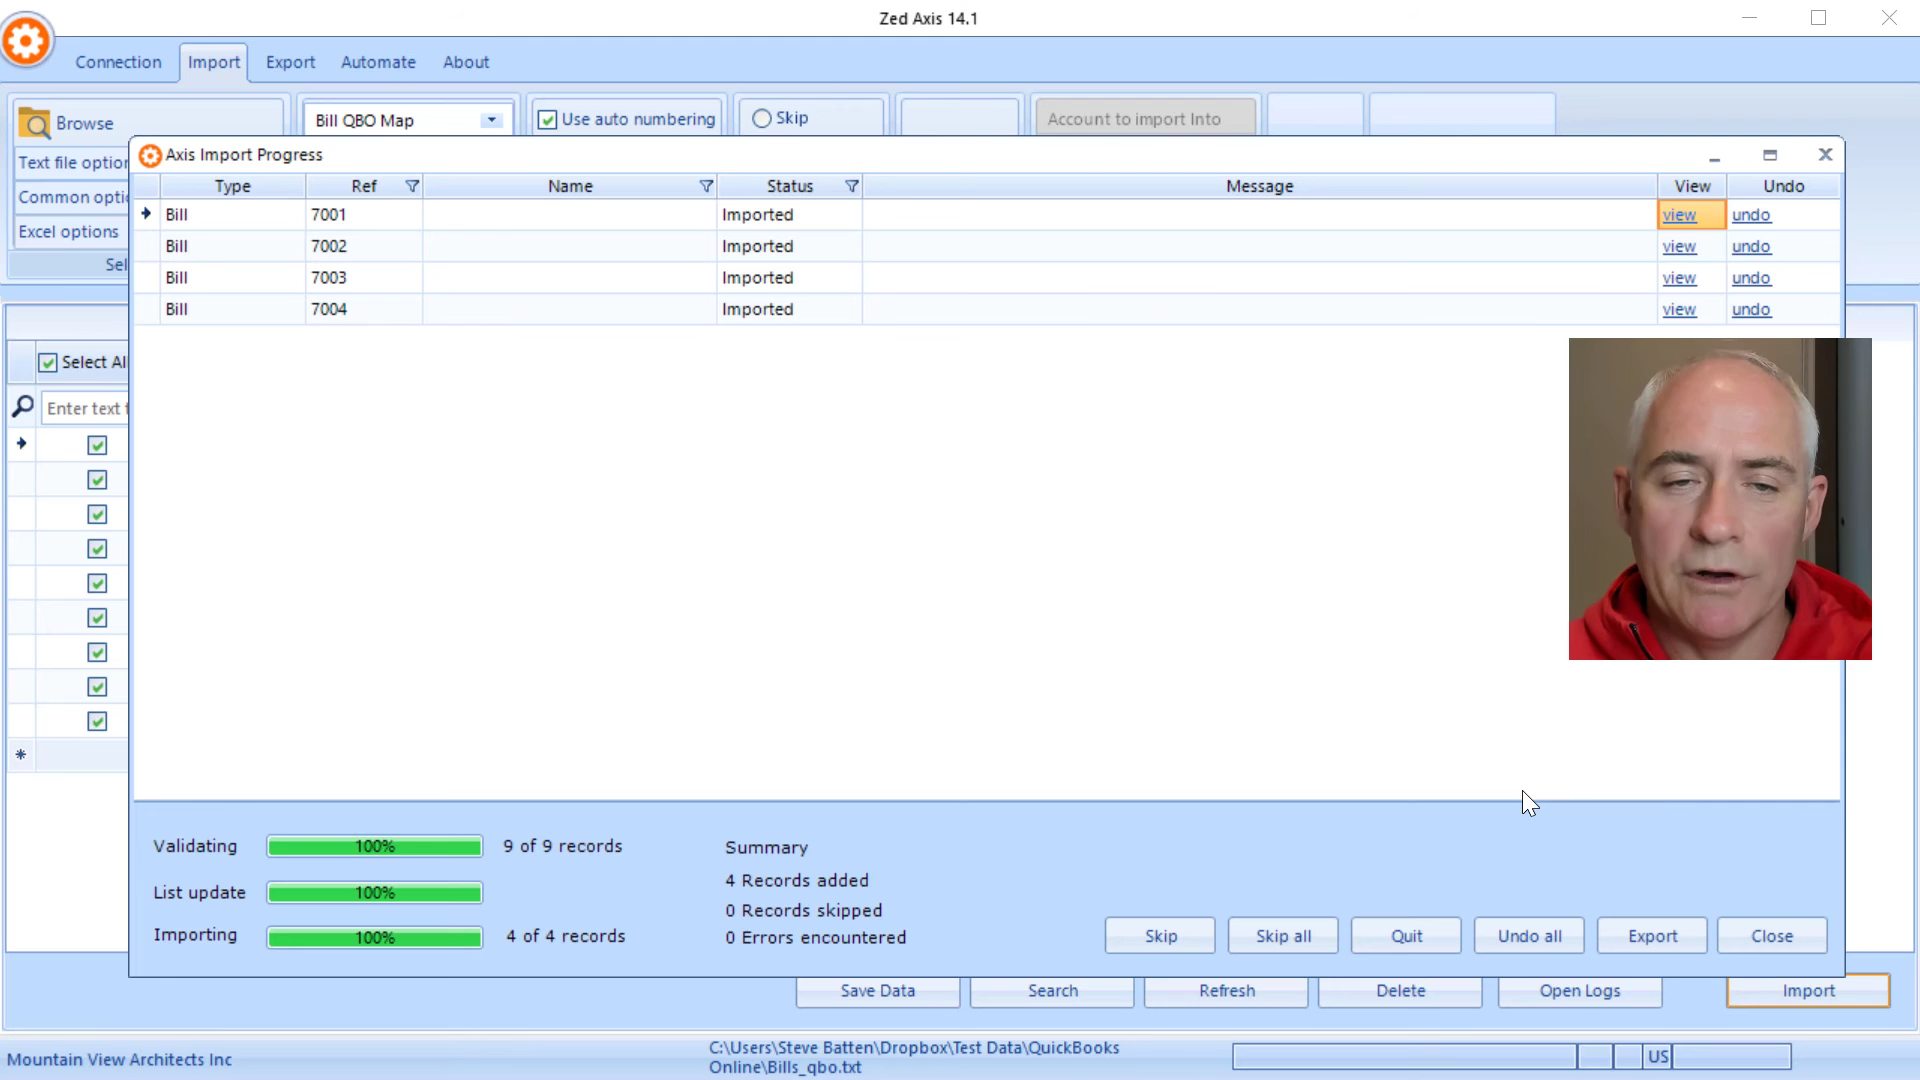 Zed Axis 14.1
Connection Import Export Automate About
Browse
Bill QBO Map
Use auto numbering
Skip
Account to import Into
Text file option
Common optio
Excel options
Sel
Axis Import Progress
Type Ref Name Status Message View Undo
Bill 7001 Imported view undo
Bill 7002 Imported view undo
Bill 7003 Imported view undo
Bill 7004 Imported view undo
Select All
Enter text t
Validating 100% 9 of 9 records
List update 100%
Importing 100% 4 of 4 records
Summary
4 Records added
0 Records skipped
0 Errors encountered
Skip Skip all Quit Undo all Export Close
Save Data Search Refresh Delete Open Logs Import
Mountain View Architects Inc
C:\Users\Steve Batten\Dropbox\Test Data\QuickBooks
Online\Bills_qbo.txt
US